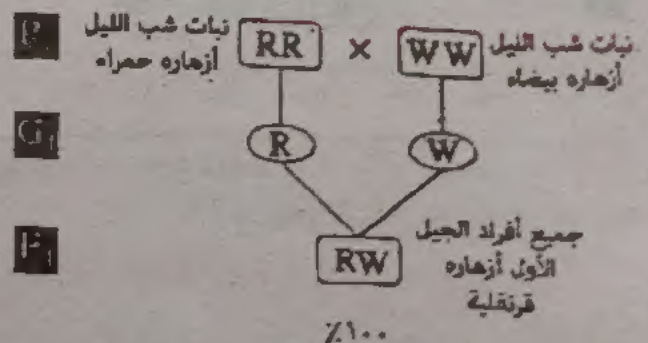 P₁
نبات شب الليل
أزهاره حمراء
RR × WW
نبات شب الليل
أزهاره بيضاء
G₁
R
W
F₁
RW
جميع أفراد الجيل
الأول أزهاره
قرنفلية
٪١٠٠